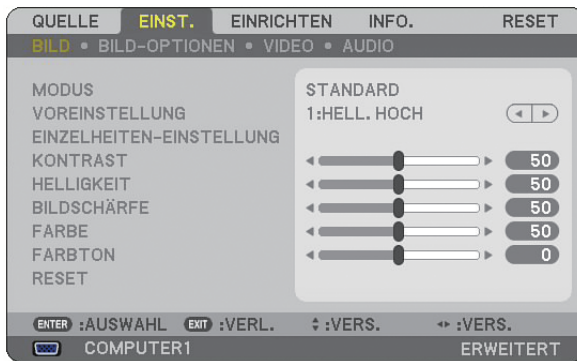 QUELLE EINST. EINRICHTEN INFO. RESET
BILD • BILD-OPTIONEN • VIDEO • AUDIO
MODUS STANDARD
VOREINSTELLUNG 1:HELL. HOCH
EINZELHEITEN-EINSTELLUNG
KONTRAST 50
HELLIGKEIT 50
BILDSCHÄRFE 50
FARBE 50
FARBTON 0
RESET
ENTER :AUSWAHL EXIT :VERL. :VERS. :VERS.
COMPUTER1 ERWEITERT